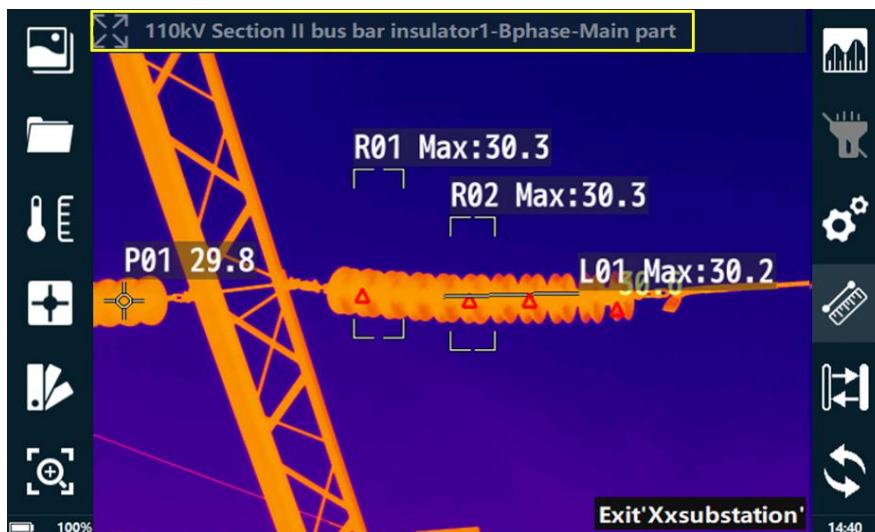 110kV Section II bus bar insulator1-Bphase-Main part
R01 Max:30.3
R02 Max:30.3
P01 29.8
L01 Max:30.2
Exit'Xxsubstation'
100%
14:40